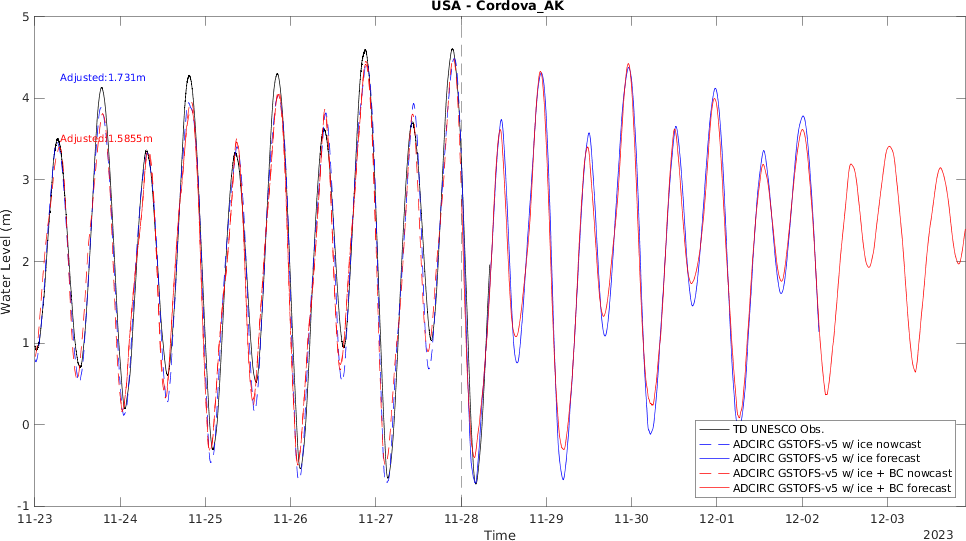 USA - Cordova_AK
5
4
3
2
1
0
-1
Water Level (m)
Adjusted:1.731m
Adjusted:1.5855m
TD UNESCO Obs.
ADCIRC GSTOFS-v5 w/ ice nowcast
ADCIRC GSTOFS-v5 w/ ice forecast
ADCIRC GSTOFS-v5 w/ ice + BC nowcast
ADCIRC GSTOFS-v5 w/ ice + BC forecast
11-23 11-24 11-25 11-26 11-27 11-28 11-29 11-30 12-01 12-02 12-03
Time
2023